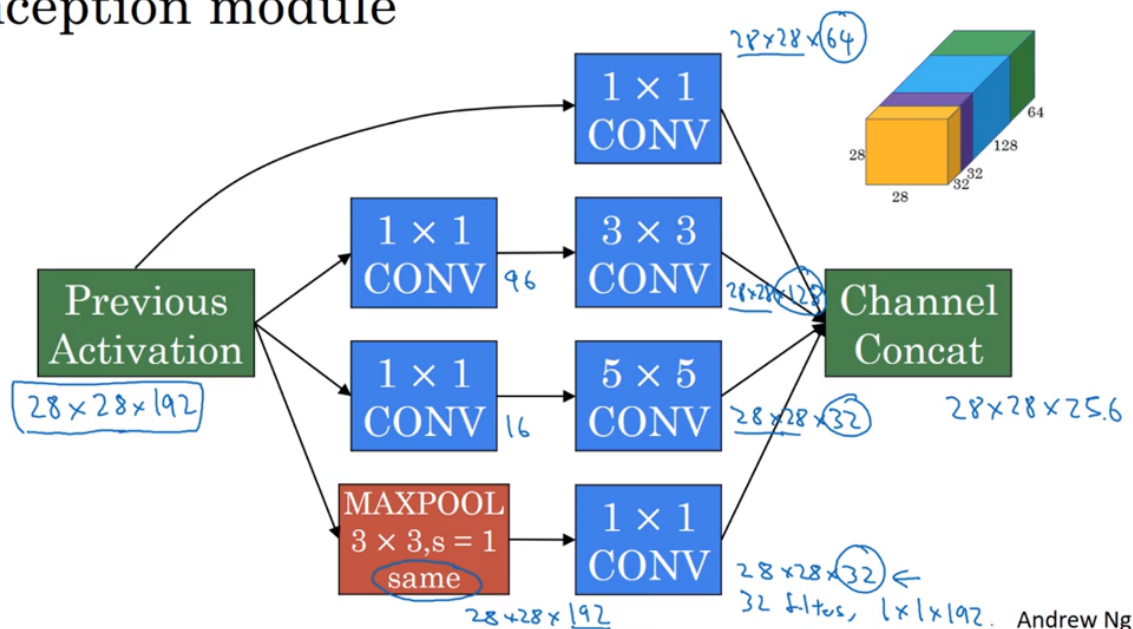 ception module
1 × 1
CONV
28×28×64
28
28
32
32
128
64
1 × 1
CONV
96
3 × 3
CONV
28×28×128
Previous
Activation
28×28×192
Channel
Concat
28×28×256
1 × 1
CONV
16
5 × 5
CONV
28×28×32
MAXPOOL
3 × 3,s = 1
same
28×28×192
1 × 1
CONV
28×28×32 ←
32 filters, 1×1×192.
Andrew Ng